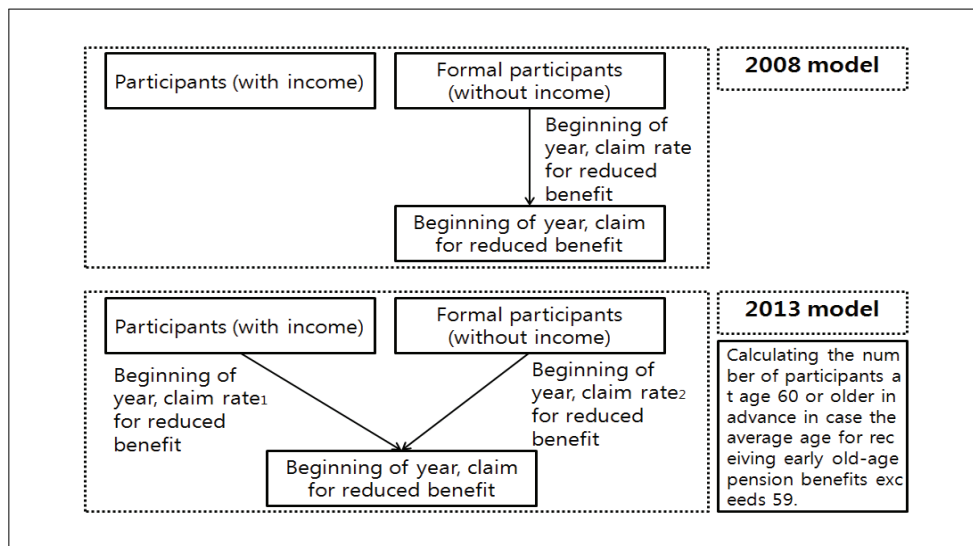 Participants (with income)
Formal participants
(without income)
2008 model
Beginning of
year, claim rate
for reduced
benefit
Beginning of year, claim
for reduced benefit
Participants (with income)
Formal participants
(without income)
2013 model
Beginning of
year, claim rate1
for reduced
benefit
Beginning of
year, claim rate2
for reduced
benefit
Beginning of year, claim
for reduced benefit
Calculating the num
ber of participants a
t age 60 or older in
advance in case the
average age for rec
eiving early old-age
pension benefits exc
eeds 59.